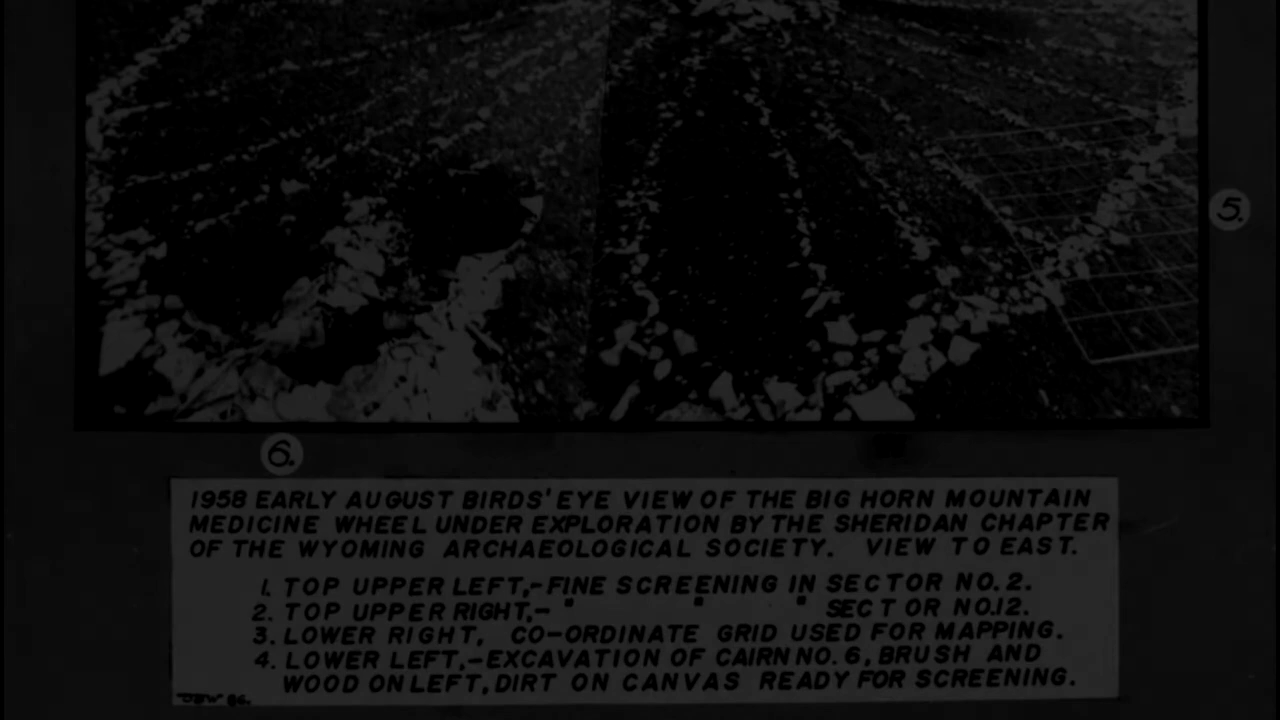 5.
6.
1958 EARLY AUGUST BIRDS' EYE VIEW OF THE BIG HORN MOUNTAIN
MEDICINE WHEEL UNDER EXPLORATION BY THE SHERIDAN CHAPTER
OF THE WYOMING ARCHAEOLOGICAL SOCIETY. VIEW TO EAST.
1. TOP UPPER LEFT,-FINE SCREENING IN SECTOR NO. 2.
2. TOP UPPER RIGHT,- " " " SECTOR NO.12.
3. LOWER RIGHT, CO-ORDINATE GRID USED FOR MAPPING.
4. LOWER LEFT,-EXCAVATION OF CAIRN NO. 6, BRUSH AND
WOOD ON LEFT, DIRT ON CANVAS READY FOR SCREENING.